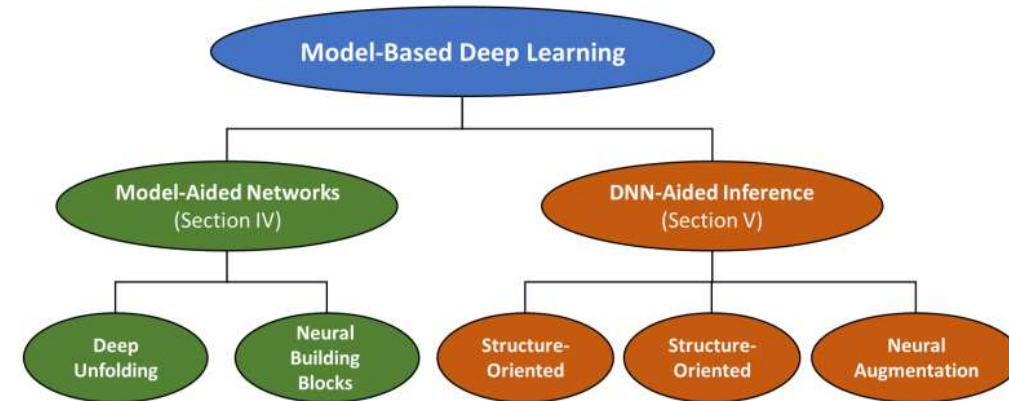 Model-Based Deep Learning
Model-Aided Networks
(Section IV)
DNN-Aided Inference
(Section V)
Deep
Unfolding
Neural
Building
Blocks
Structure-
Oriented
Structure-
Oriented
Neural
Augmentation